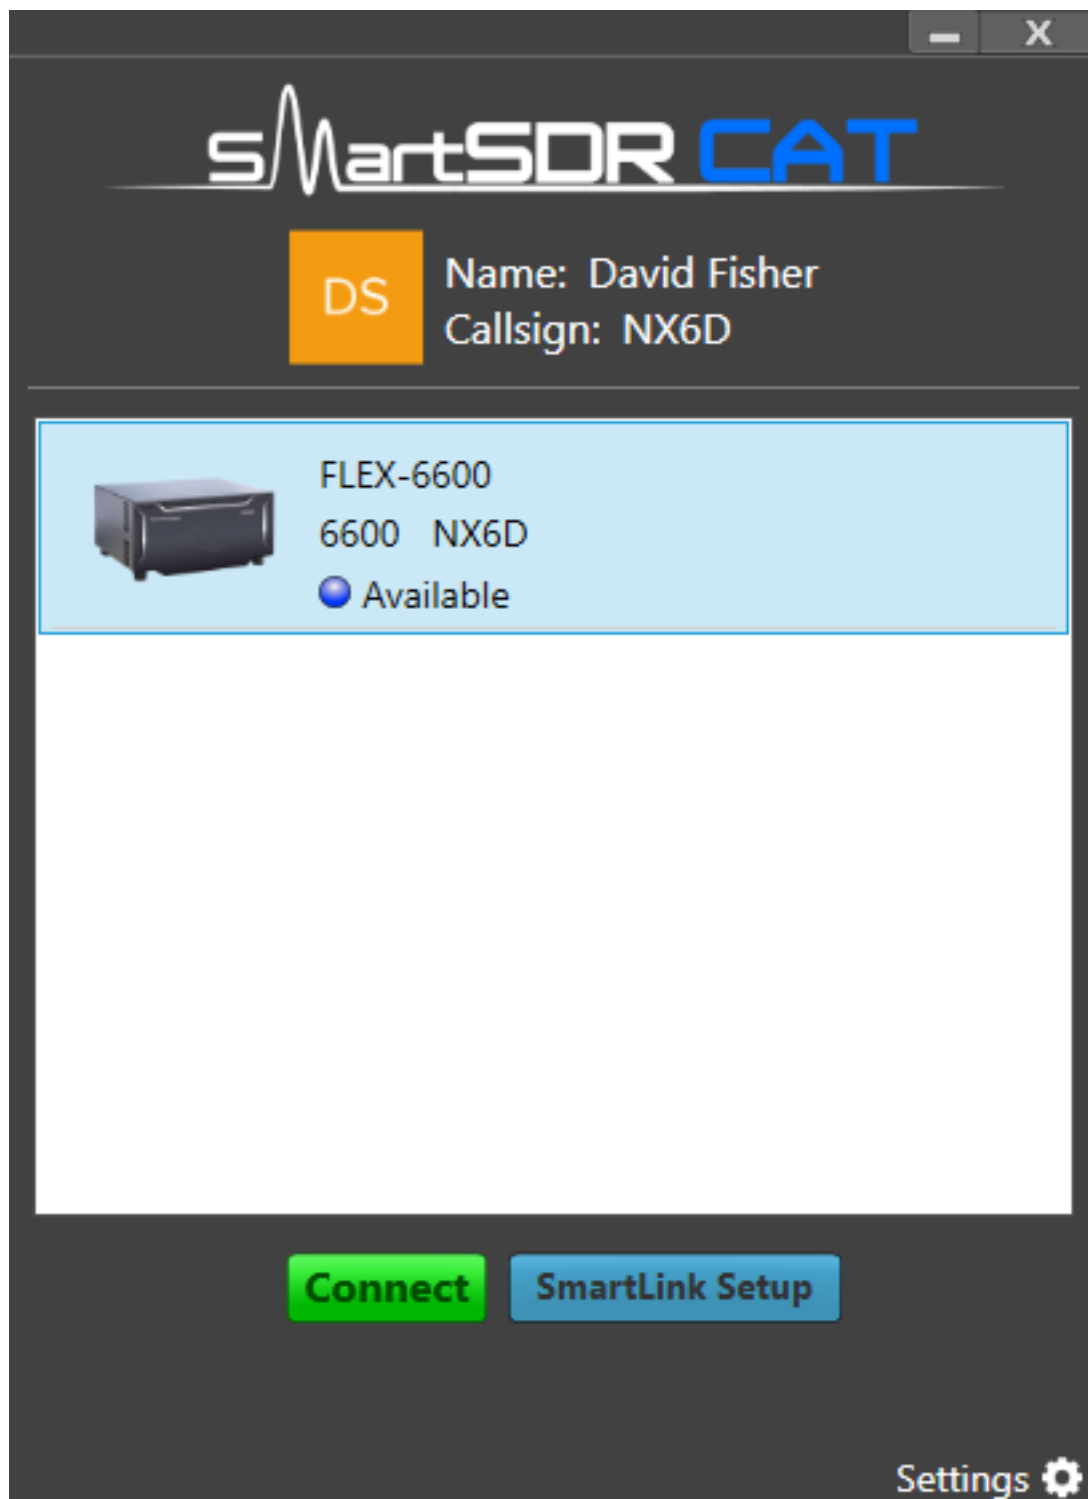 X
smartSDR CAT
DS
Name: David Fisher
Callsign: NX6D
FLEX-6600
6600 NX6D
Available
Connect
SmartLink Setup
Settings